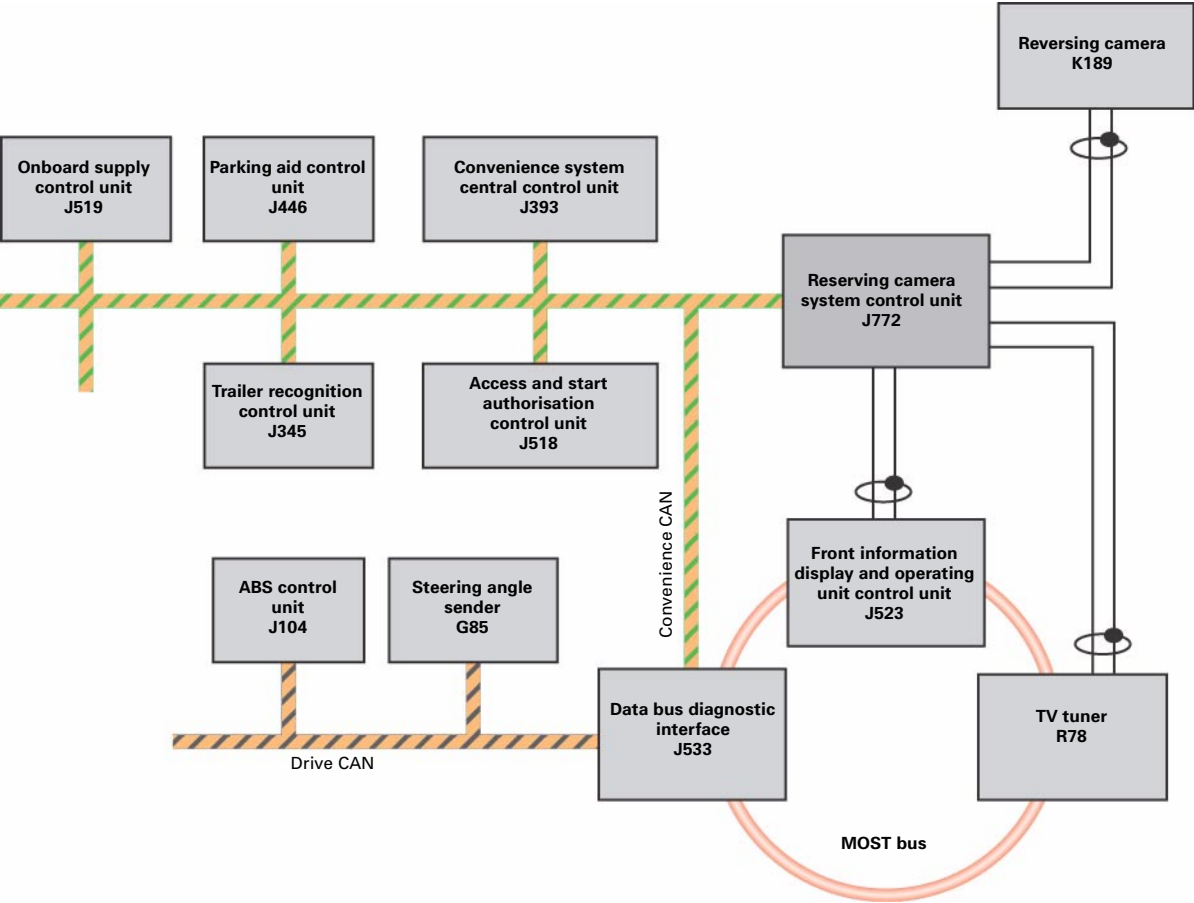 Reversing camera
K189
Onboard supply
control unit
J519
Parking aid control
unit
J446
Convenience system
central control unit
J393
Reserving camera
system control unit
J772
Trailer recognition
control unit
J345
Access and start
authorisation
control unit
J518
Convenience CAN
Front information
display and operating
unit control unit
J523
ABS control
unit
J104
Steering angle
sender
G85
Data bus diagnostic
interface
J533
TV tuner
R78
Drive CAN
MOST bus